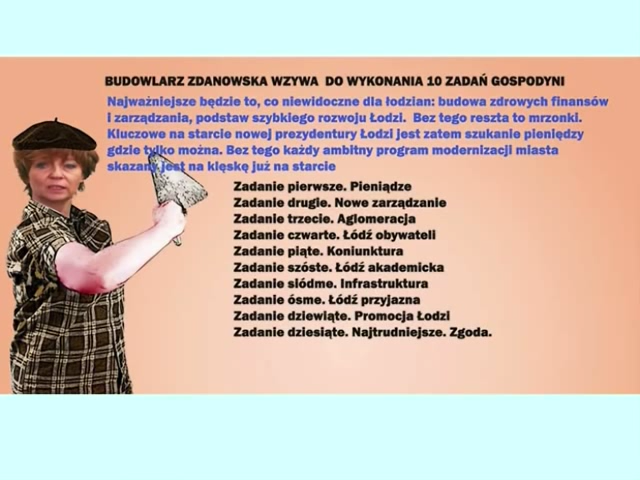 BUDOWLARZ ZDANOWSKA WZYWA DO WYKONANIA 10 ZADAŃ GOSPODYNI
Najważniejsze będzie to, co niewidoczne dla łodzian: budowa zdrowych finansów
i zarządzania, podstaw szybkiego rozwoju Łodzi. Bez tego reszta to mrzonki.
Kluczowe na starcie nowej prezydentury Łodzi jest zatem szukanie pieniędzy
gdzie tylko można. Bez tego każdy ambitny program modernizacji miasta
skazany jest na klęskę już na starcie
Zadanie pierwsze. Pieniądze
Zadanie drugie. Nowe zarządzanie
Zadanie trzecie. Aglomeracja
Zadanie czwarte. Łódź obywateli
Zadanie piąte. Koniunktura
Zadanie szóste. Łódź akademicka
Zadanie siódme. Infrastruktura
Zadanie ósme. Łódź przyjazna
Zadanie dziewiąte. Promocja Łodzi
Zadanie dziesiąte. Najtrudniejsze. Zgoda.